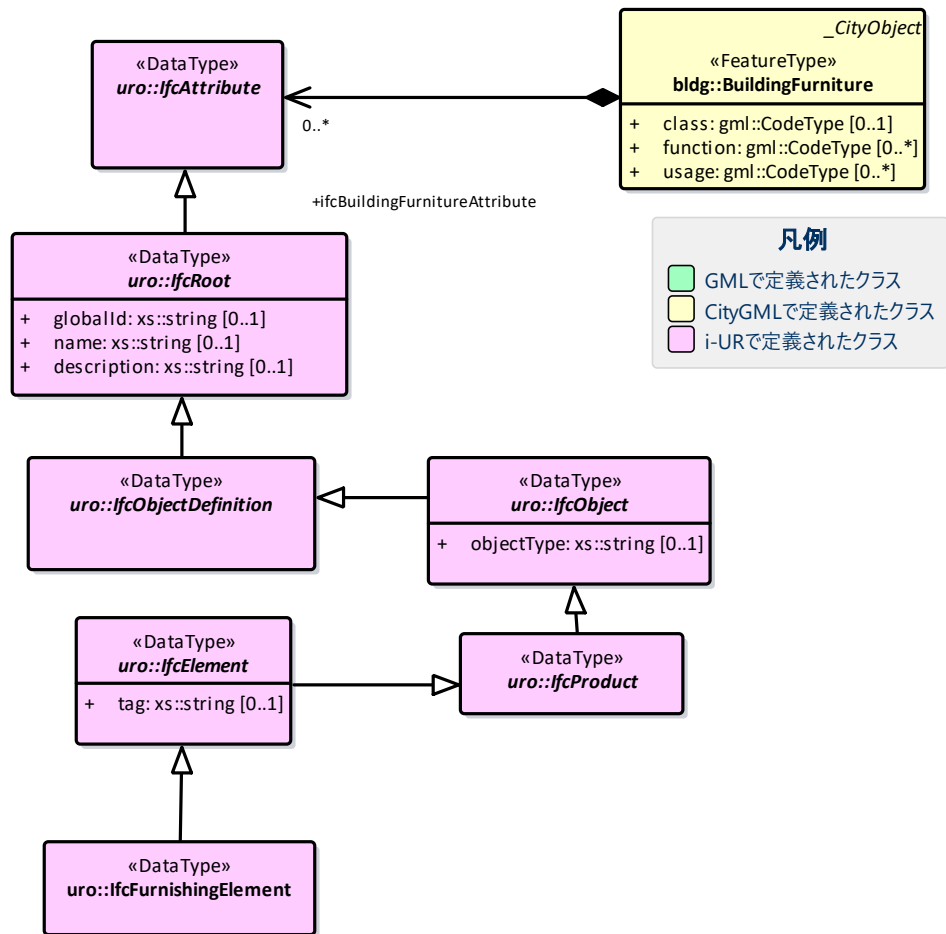 «DataType»
uro::IfcAttribute
_CityObject
«FeatureType»
bldg::BuildingFurniture
+ class: gml::CodeType [0..1]
+ function: gml::CodeType [0..*]
+ usage: gml::CodeType [0..*]
0..*
+ifcBuildingFurnitureAttribute
凡例
GMLで定義されたクラス
CityGMLで定義されたクラス
i-URで定義されたクラス
«DataType»
uro::IfcRoot
+ globalId: xs::string [0..1]
+ name: xs::string [0..1]
+ description: xs::string [0..1]
«DataType»
uro::IfcObjectDefinition
«DataType»
uro::IfcObject
+ objectType: xs::string [0..1]
«DataType»
uro::IfcElement
+ tag: xs::string [0..1]
«DataType»
uro::IfcProduct
«DataType»
uro::IfcFurnishingElement